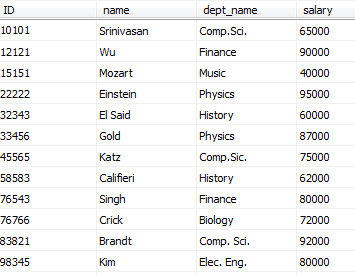 ID name dept_name salary
10101 Srinivasan Comp.Sci. 65000
12121 Wu Finance 90000
15151 Mozart Music 40000
22222 Einstein Physics 95000
32343 El Said History 60000
33456 Gold Physics 87000
45565 Katz Comp.Sic. 75000
58583 Califieri History 62000
76543 Singh Finance 80000
76766 Crick Biology 72000
83821 Brandt Comp. Sci. 92000
98345 Kim Elec. Eng. 80000